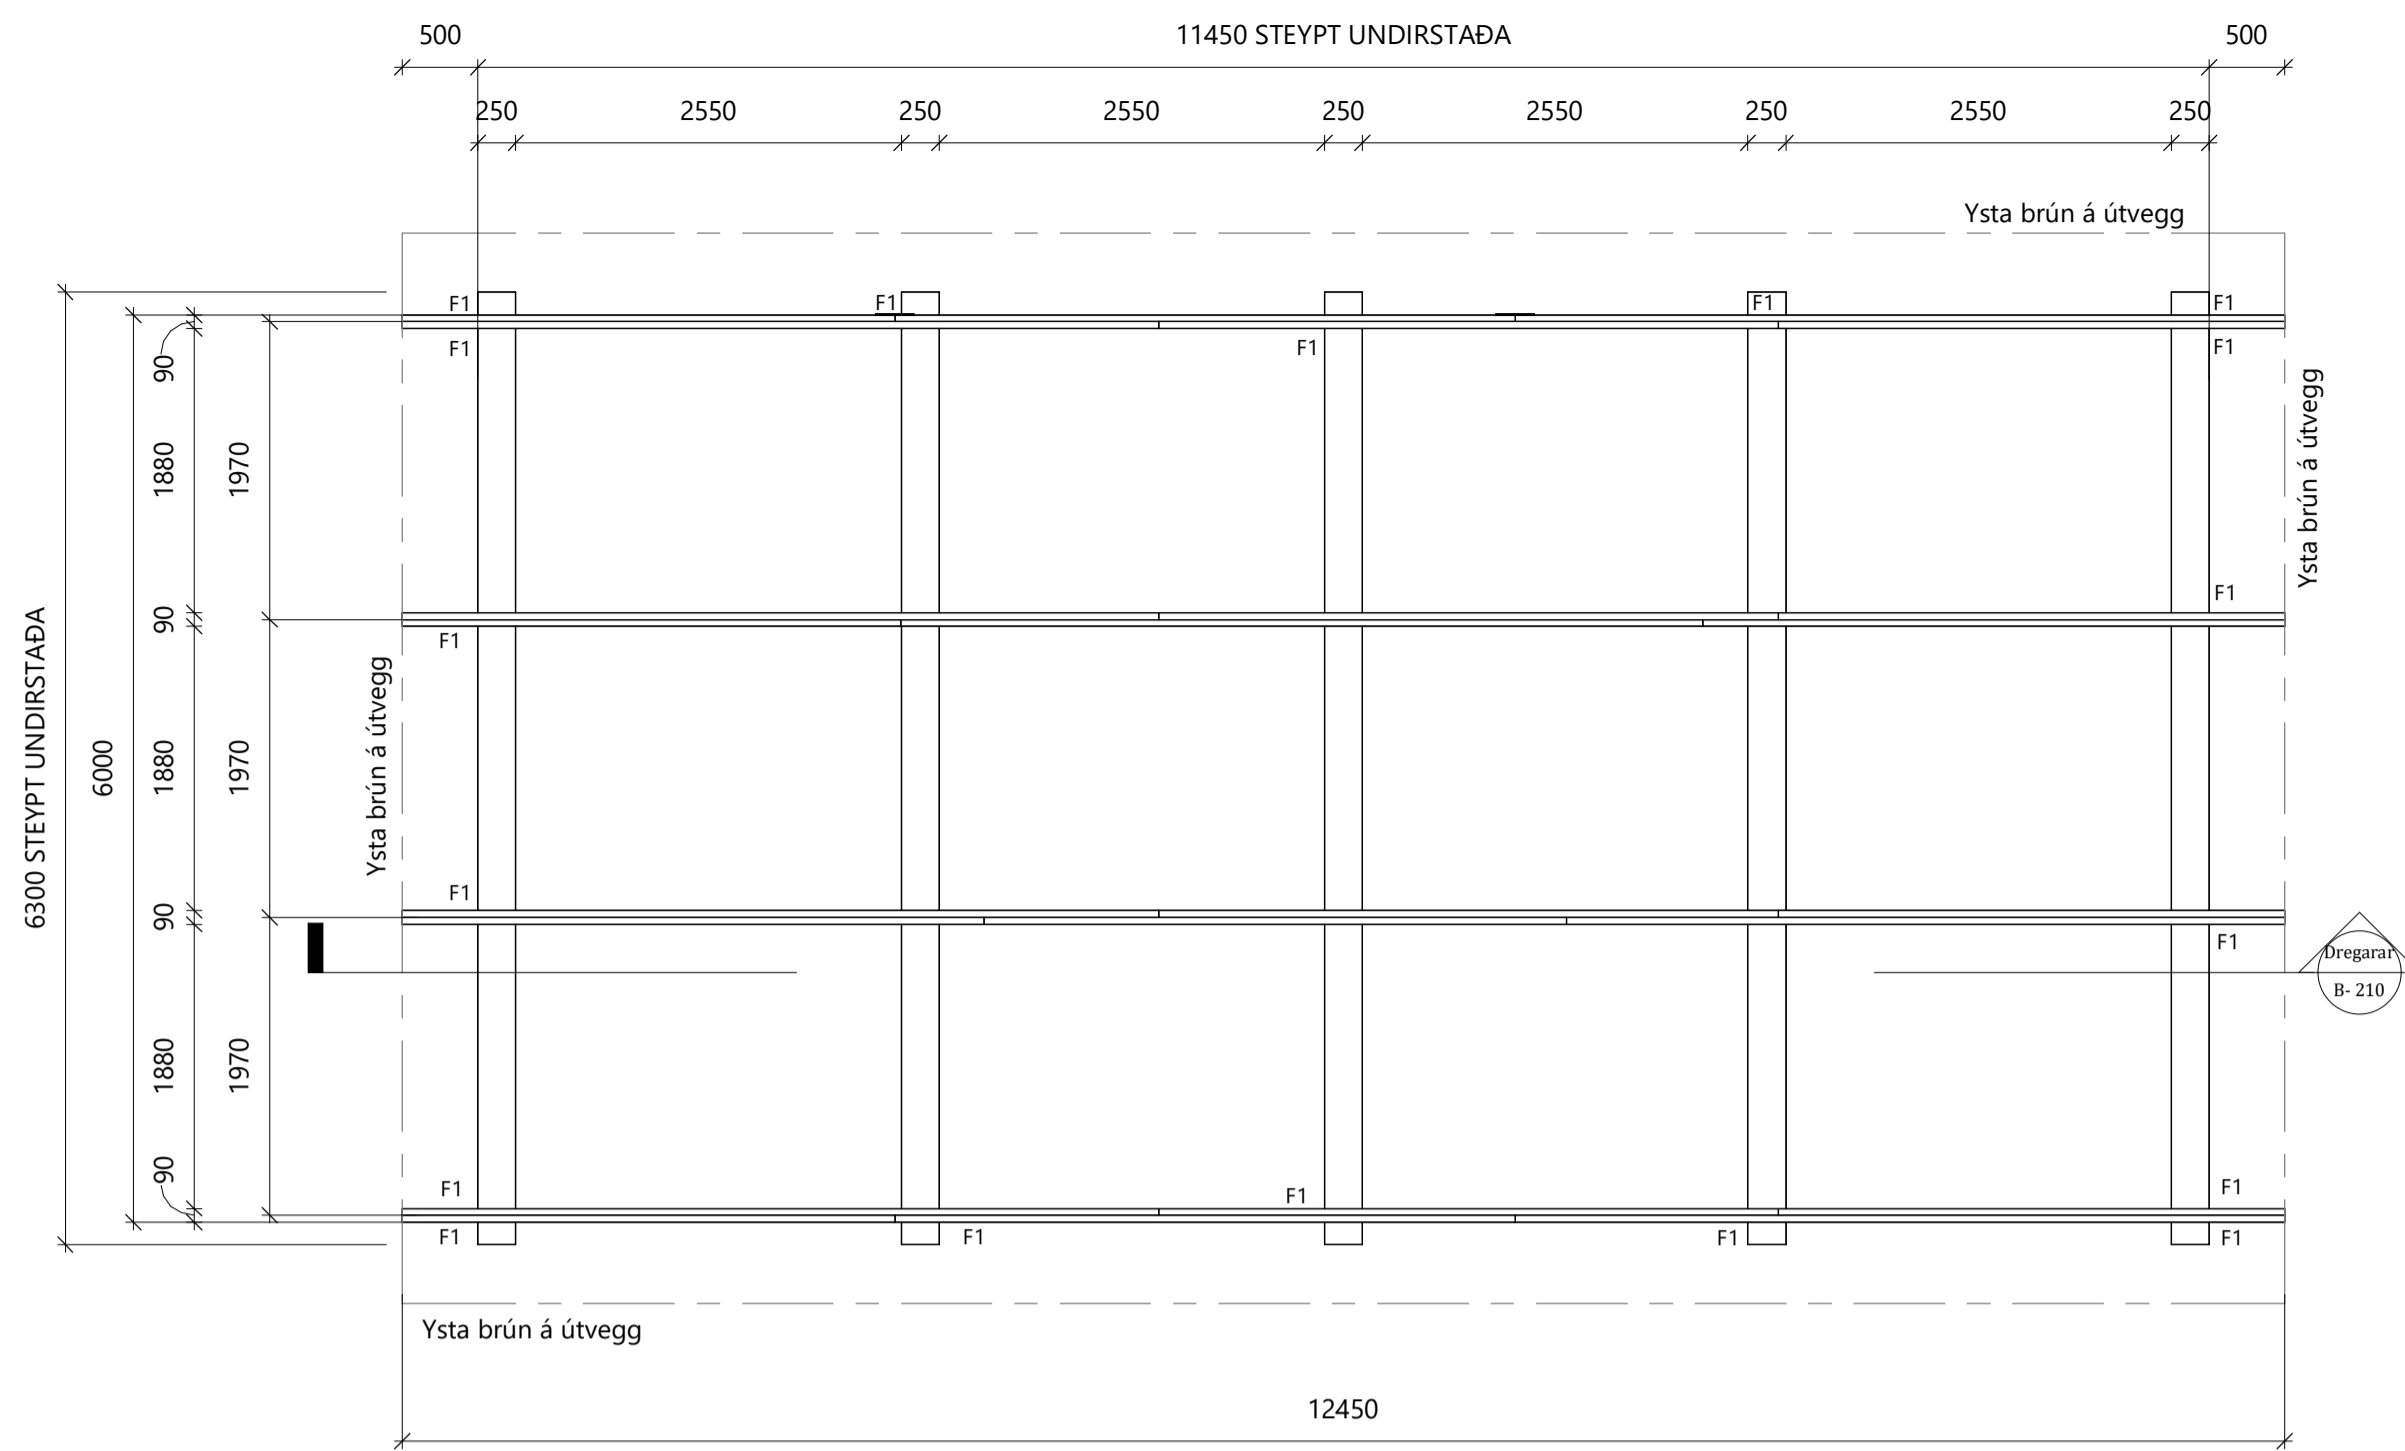 500
11450 STEYPT UNDIRSTAÐA
500
250
2550
250
2550
250
2550
250
2550
250
Ysta brún á útvegg
F1
F1
F1
F1
F1
F1
F1
90
1880
1970
Ysta brún á útvegg
F1
90
F1
6300 STEYPT UNDIRSTAÐA
6000
1880
1970
Ysta brún á útvegg
F1
90
F1
Dregarar
B- 210
1880
1970
90
F1
F1
F1
F1
F1
F1
F1
Ysta brún á útvegg
12450